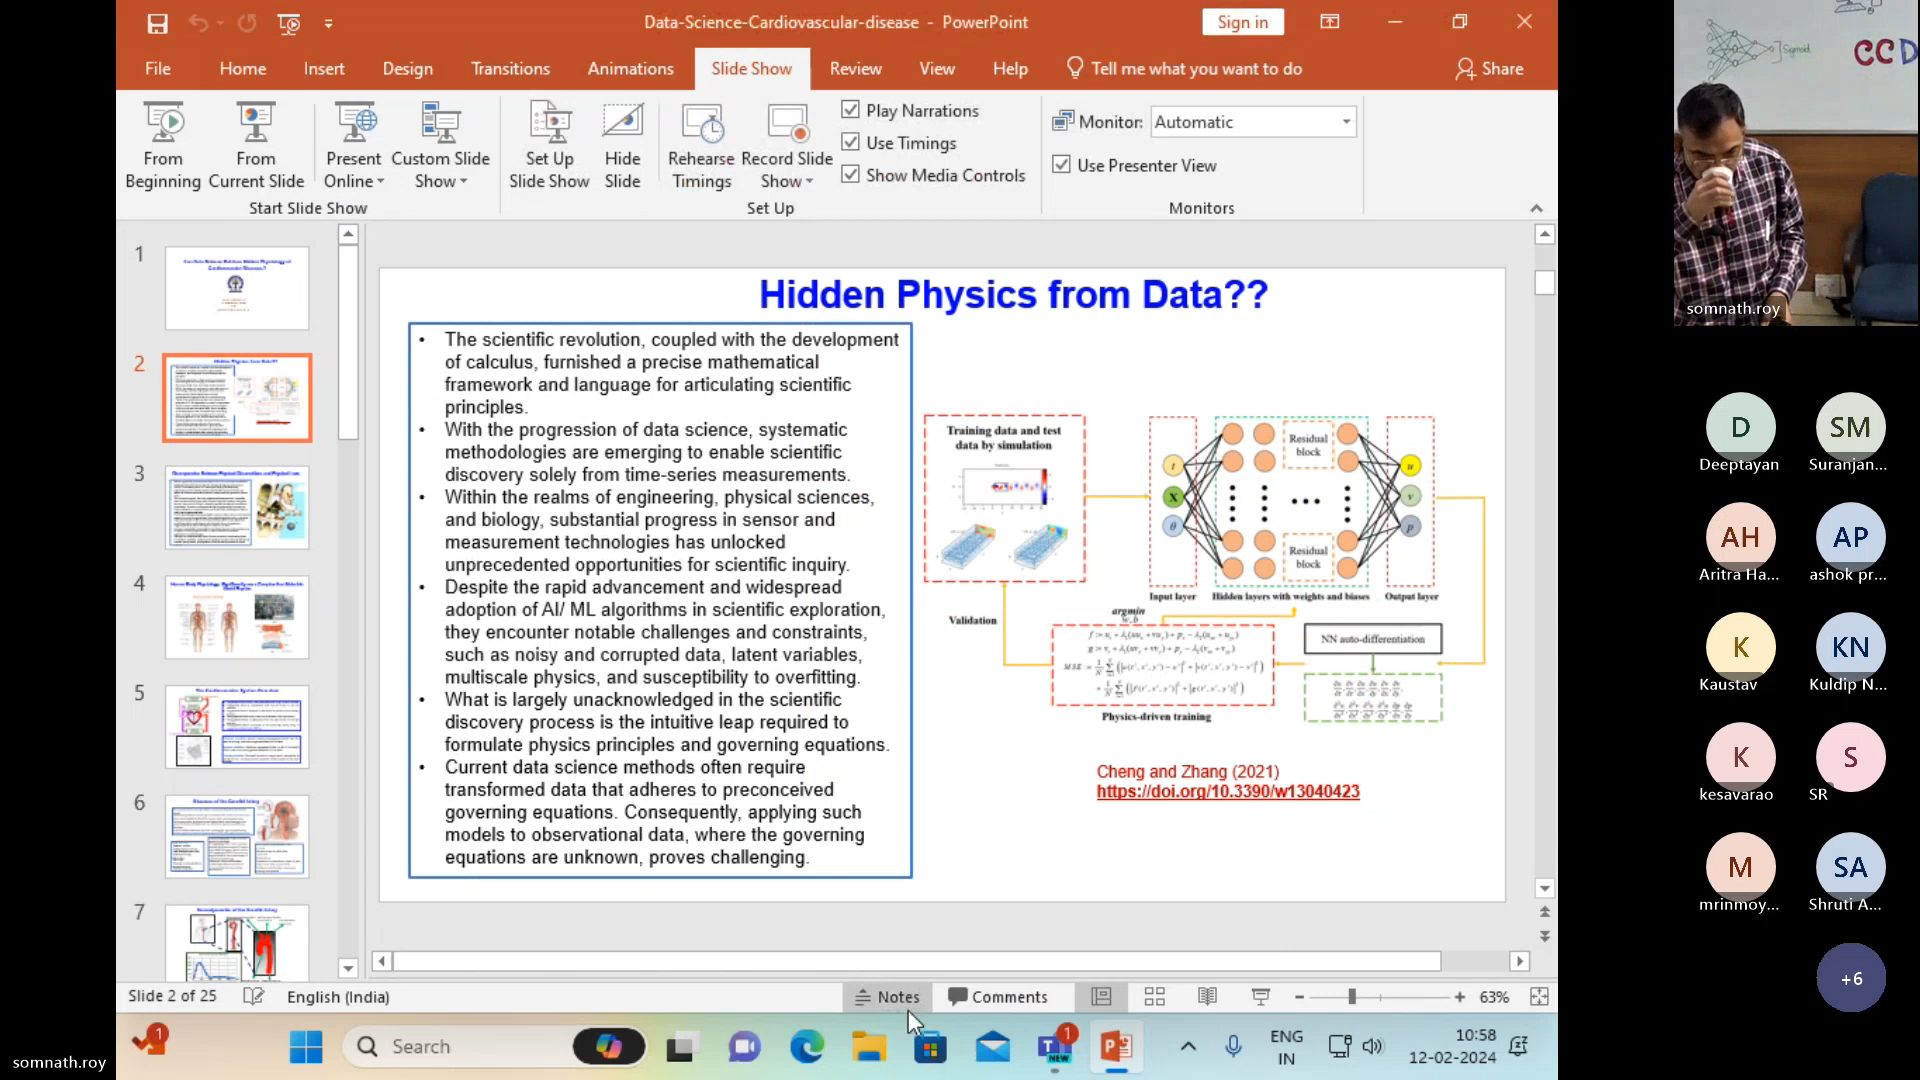 Data-Science-Cardiovascular-disease - PowerPoint
Sign in
File Home Insert Design Transitions Animations Slide Show Review View Help Tell me what you want to do Share
From Beginning
From Current Slide
Present Online
Custom Slide Show
Set Up Slide Show
Hide Slide
Rehearse Timings
Record Slide Show
Play Narrations
Use Timings
Show Media Controls
Monitor: Automatic
Use Presenter View
Start Slide Show
Set Up
Monitors
1
2
3
4
5
6
7
Hidden Physics from Data??
• The scientific revolution, coupled with the development
of calculus, furnished a precise mathematical
framework and language for articulating scientific
principles.
• With the progression of data science, systematic
methodologies are emerging to enable scientific
discovery solely from time-series measurements.
• Within the realms of engineering, physical sciences,
and biology, substantial progress in sensor and
measurement technologies has unlocked
unprecedented opportunities for scientific inquiry.
• Despite the rapid advancement and widespread
adoption of AI/ ML algorithms in scientific exploration,
they encounter notable challenges and constraints,
such as noisy and corrupted data, latent variables,
multiscale physics, and susceptibility to overfitting.
• What is largely unacknowledged in the scientific
discovery process is the intuitive leap required to
formulate physics principles and governing equations.
• Current data science methods often require
transformed data that adheres to preconceived
governing equations. Consequently, applying such
models to observational data, where the governing
equations are unknown, proves challenging.
Training data and test
data by simulation
t
X
θ
Residual
block
Residual
block
u
v
p
Input layer
Hidden layers with weights and biases
Output layer
Validation
argmin
w,b
NN auto-differentiation
Physics-driven training
Cheng and Zhang (2021)
https://doi.org/10.3390/w13040423
Slide 2 of 25
English (India)
Notes
Comments
63%
1
Search
NEW
1
ENG
IN
10:58
12-02-2024
Sigmoid
CCD
somnath.roy
D
Deeptayan
SM
Suranjan...
AH
Aritra Ha...
AP
ashok pr...
K
Kaustav
KN
Kuldip N...
K
kesavarao
S
SR
M
mrinmoy...
SA
Shruti A...
+6
somnath.roy